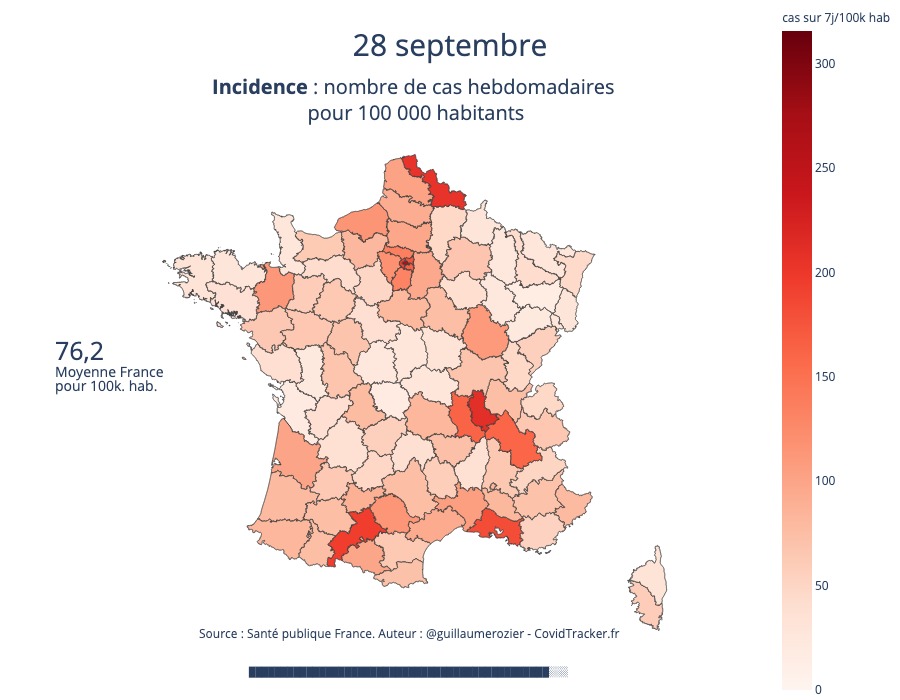 cas sur 7j/100k hab
28 septembre
Incidence : nombre de cas hebdomadaires
pour 100 000 habitants
300
250
200
150
100
50
0
76,2
Moyenne France
pour 100k. hab.
Source : Santé publique France. Auteur : @guillaumerozier - CovidTracker.fr